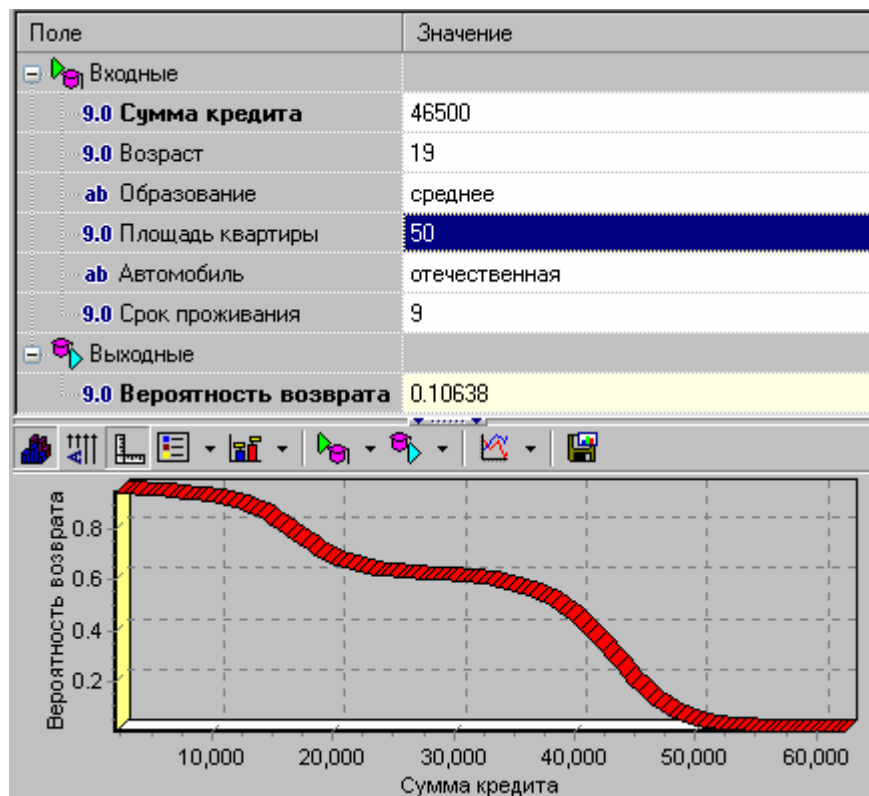 Поле Значение
Входные
9.0 Сумма кредита 46500
9.0 Возраст 19
ab Образование среднее
9.0 Площадь квартиры 50
ab Автомобиль отечественная
9.0 Срок проживания 9
Выходные
9.0 Вероятность возврата 0.10638
Вероятность возврата
0.8
0.6
0.4
0.2
10,000 20,000 30,000 40,000 50,000 60,000
Сумма кредита